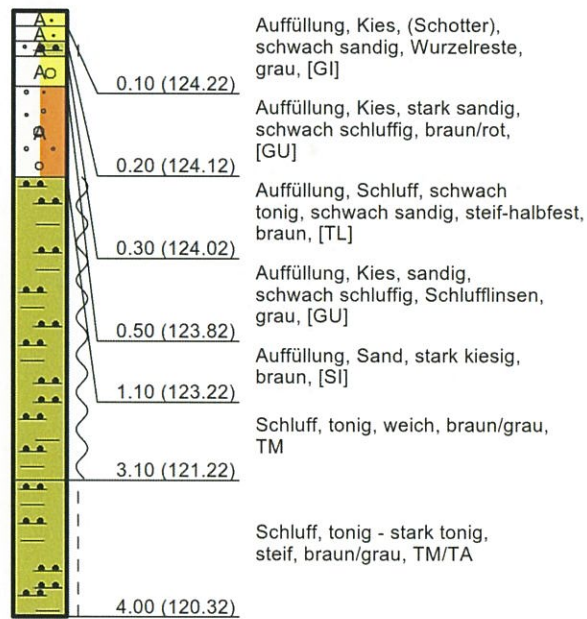 A
A
A
A
A
Auffüllung, Kies, (Schotter),
schwach sandig, Wurzelreste,
grau, [GI]
0.10 (124.22)
Auffüllung, Kies, stark sandig,
schwach schluffig, braun/rot,
[GU]
0.20 (124.12)
Auffüllung, Schluff, schwach
tonig, schwach sandig, steif-halbfest,
braun, [TL]
0.30 (124.02)
Auffüllung, Kies, sandig,
schwach schluffig, Schlufflinsen,
grau, [GU]
0.50 (123.82)
Auffüllung, Sand, stark kiesig,
braun, [SI]
1.10 (123.22)
Schluff, tonig, weich, braun/grau,
TM
3.10 (121.22)
Schluff, tonig - stark tonig,
steif, braun/grau, TM/TA
4.00 (120.32)